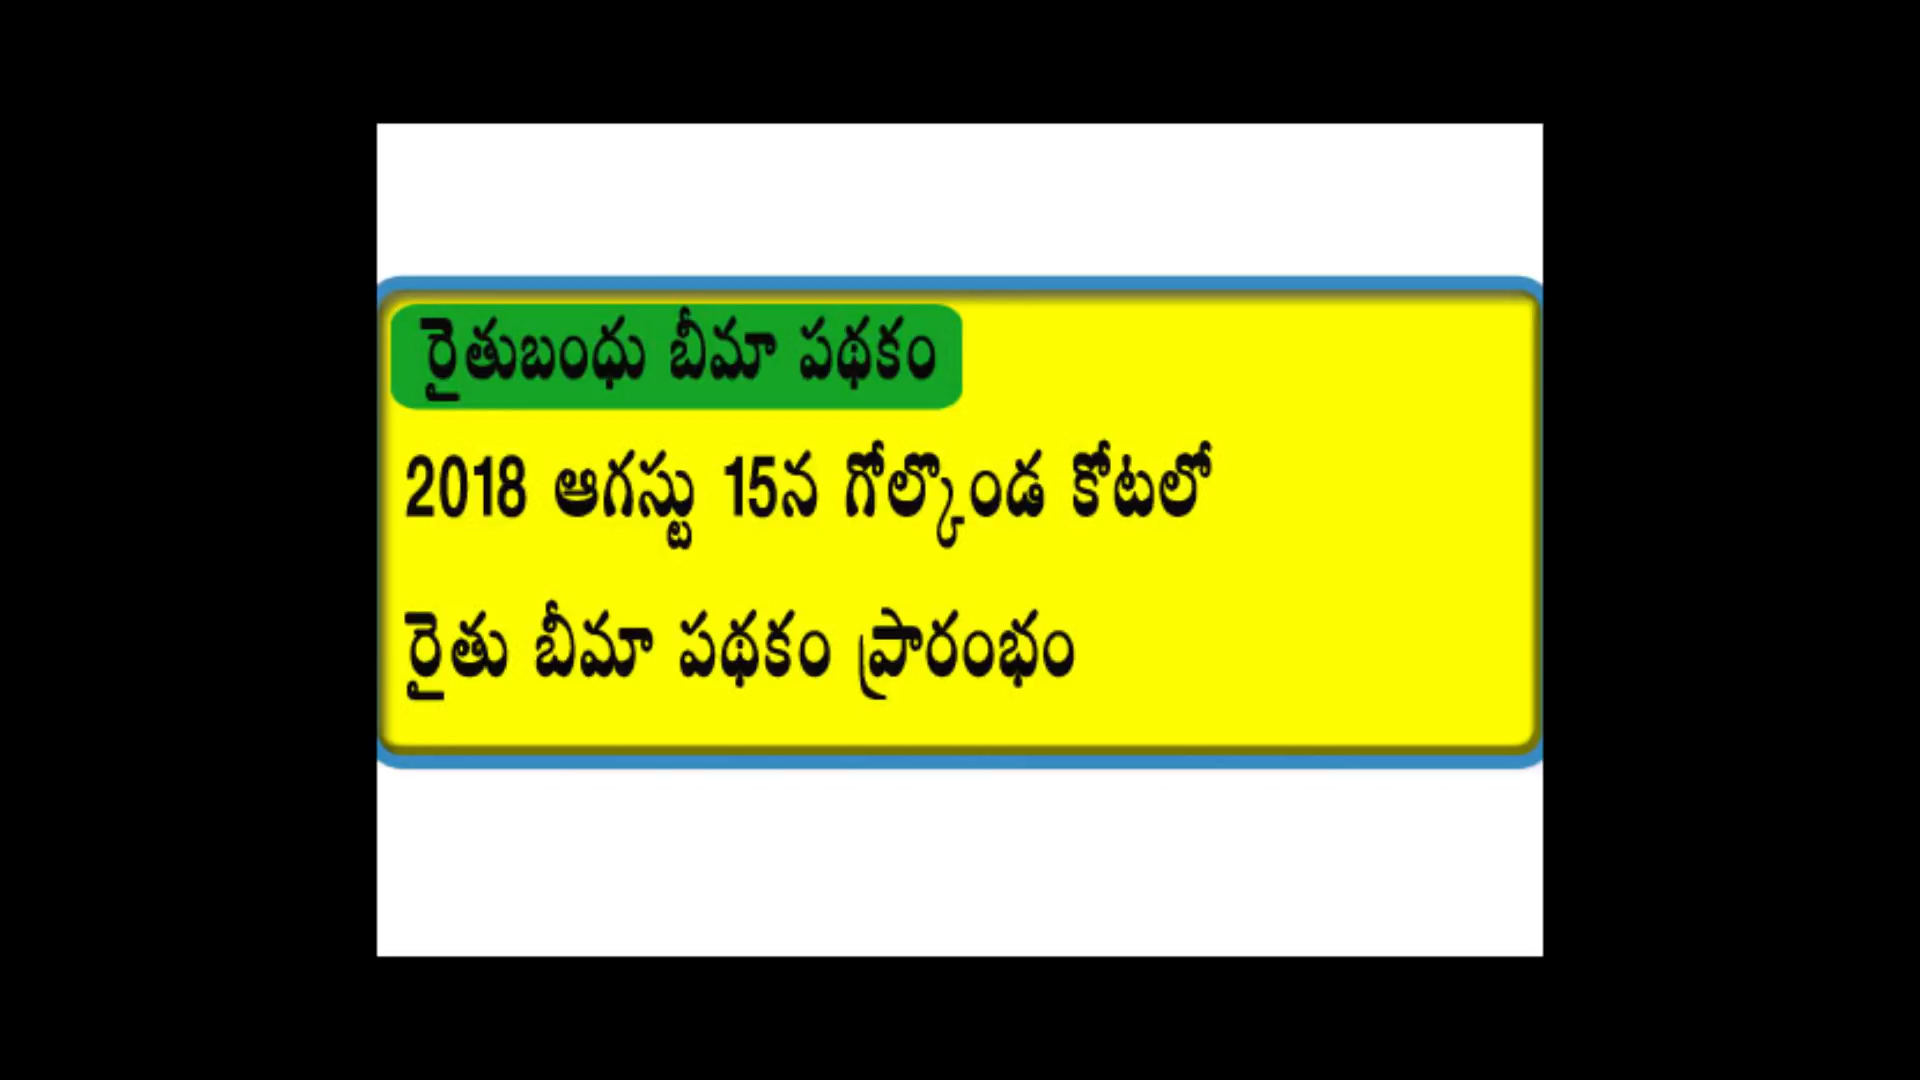 రైతుబంధు బీమా పథకం
2018 ఆగస్టు 15న గోల్కొండ కోటలో
రైతు బీమా పథకం ప్రారంభం